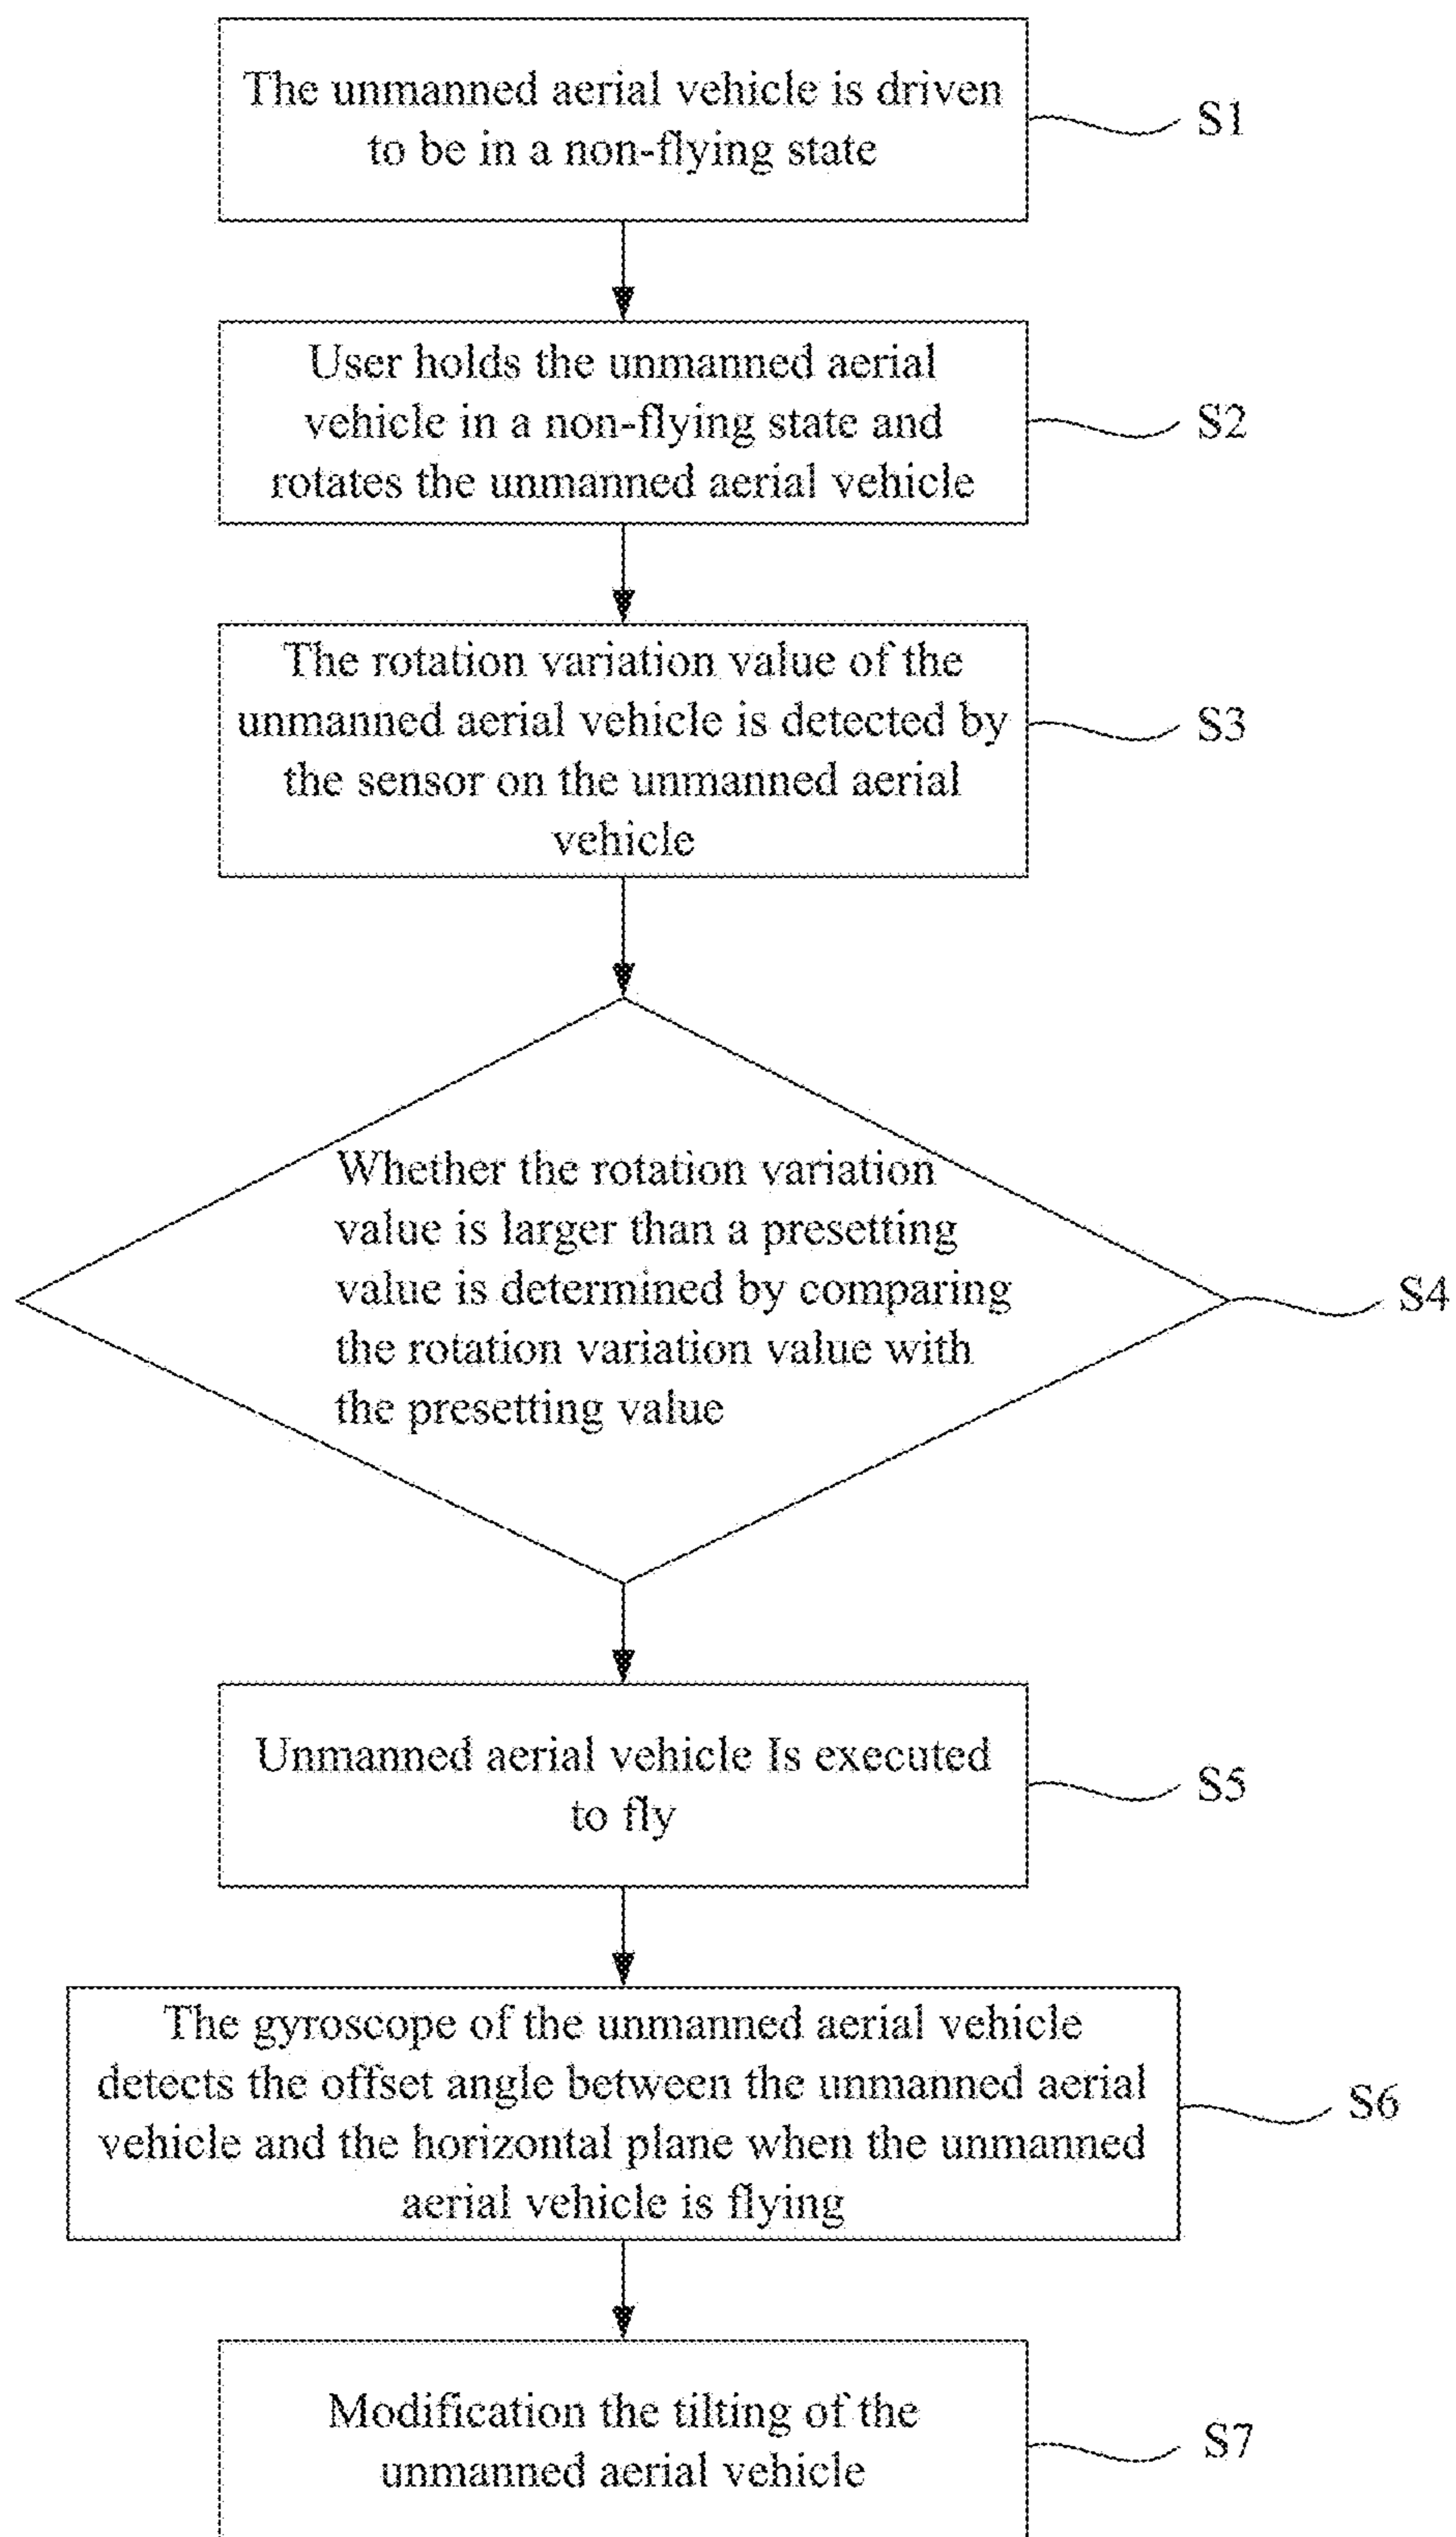 The unmanned aerial vehicle is driven
to be in a non-flying state
S1
User holds the unmanned aerial
vehicle in a non-flying state and
rotates the unmanned aerial vehicle
S2
The rotation variation value of the
unmanned aerial vehicle is detected by
the sensor on the unmanned aerial
vehicle
S3
Whether the rotation variation
value is larger than a presetting
value is determined by comparing
the rotation variation value with
the presetting value
S4
Unmanned aerial vehicle Is executed
to fly
S5
The gyroscope of the unmanned aerial vehicle
detects the offset angle between the unmanned aerial
vehicle and the horizontal plane when the unmanned
aerial vehicle is flying
S6
Modification the tilting of the
unmanned aerial vehicle
S7